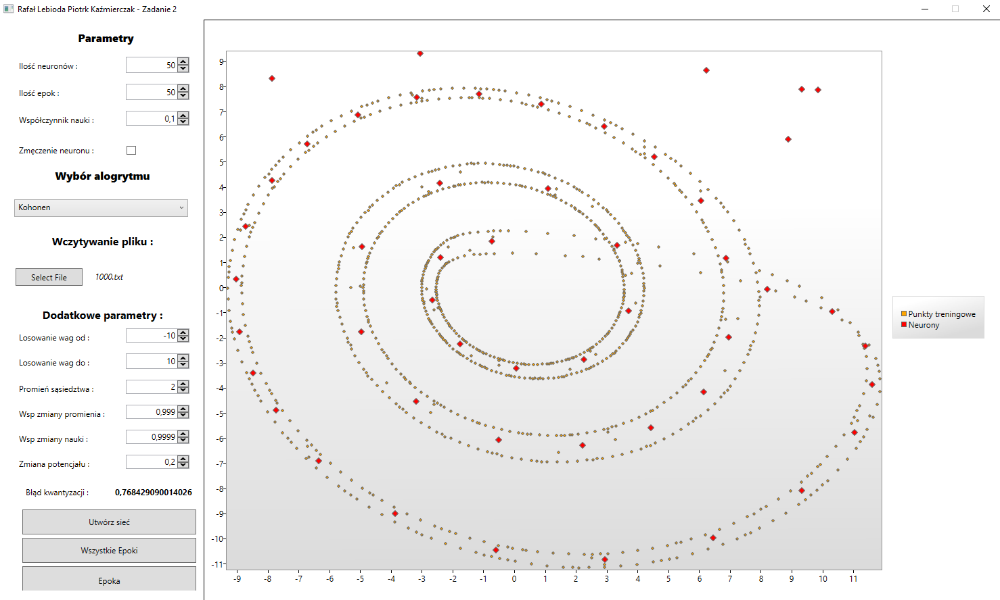 Rafał Lebioda Piotrk Kaźmierczak - Zadanie 2
Parametry
Ilość neuronów : 50
Ilość epok : 50
Współczynnik nauki : 0,1
Zmęczenie neuronu :
Wybór alogrytmu
Kohonen
Wczytywanie pliku :
Select File 1000.txt
Dodatkowe parametry :
Losowanie wag od : -10
Losowanie wag do : 10
Promień sąsiedztwa : 2
Wsp zmiany promienia : 0,999
Wsp zmiany nauki : 0,9999
Zmiana potencjału : 0,2
Błąd kwantyzacji : 0,768429090014026
Utwórz sieć
Wszystkie Epoki
Epoka
9
8
7
6
5
4
3
2
1
0
-1
-2
-3
-4
-5
-6
-7
-8
-9
-10
-11
-9 -8 -7 -6 -5 -4 -3 -2 -1 0 1 2 3 4 5 6 7 8 9 10 11
Punkty treningowe
Neurony